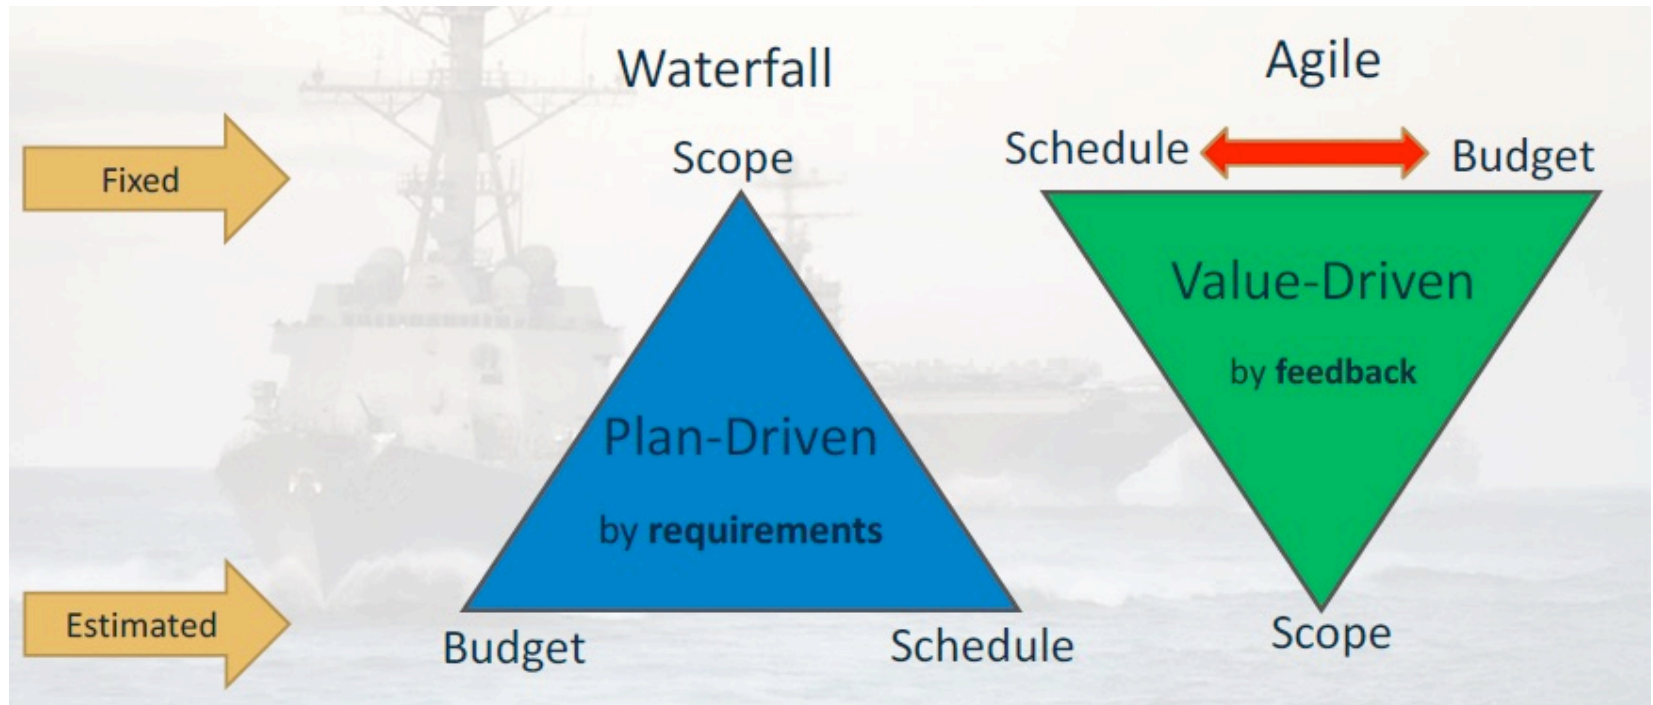 Waterfall
Agile
Fixed
Scope
Schedule
Budget
Value-Driven
by feedback
Plan-Driven
by requirements
Estimated
Budget
Schedule
Scope